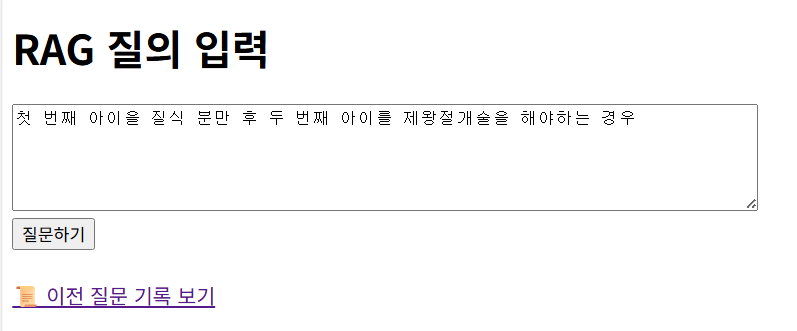 RAG 질의 입력
첫 번째 아이을 질식 분만 후 두 번째 아이를 제왕절개술을 해야하는 경우
질문하기
📜 이전 질문 기록 보기